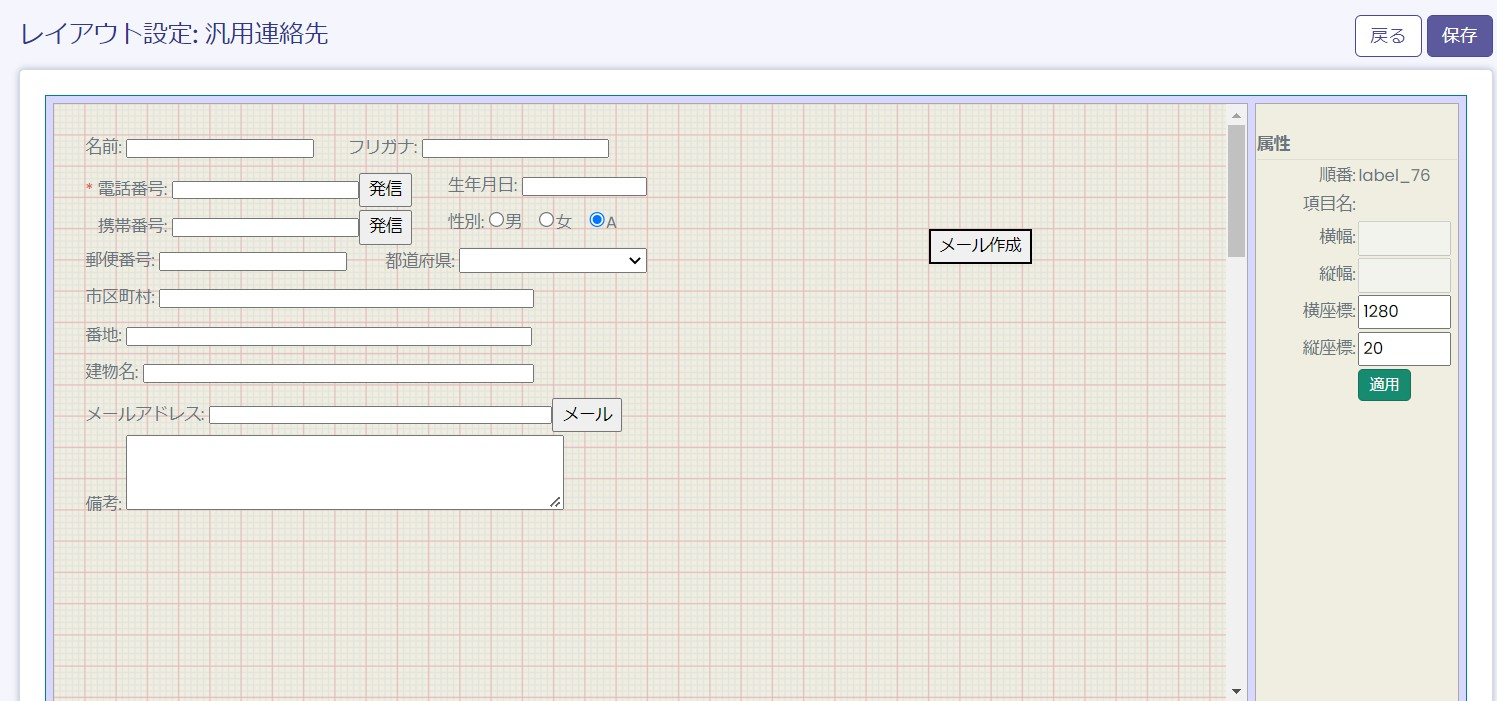 レイアウト設定: 汎用連絡先
戻る 保存
名前: フリガナ:
* 電話番号: 発信 生年月日:
携帯番号: 発信 性別: 男 女 A
メール作成
郵便番号: 都道府県:
市区町村:
番地:
建物名:
メールアドレス: メール
備考:
属性
順番: label_76
項目名:
横幅:
縦幅:
横座標: 1280
縦座標: 20
適用